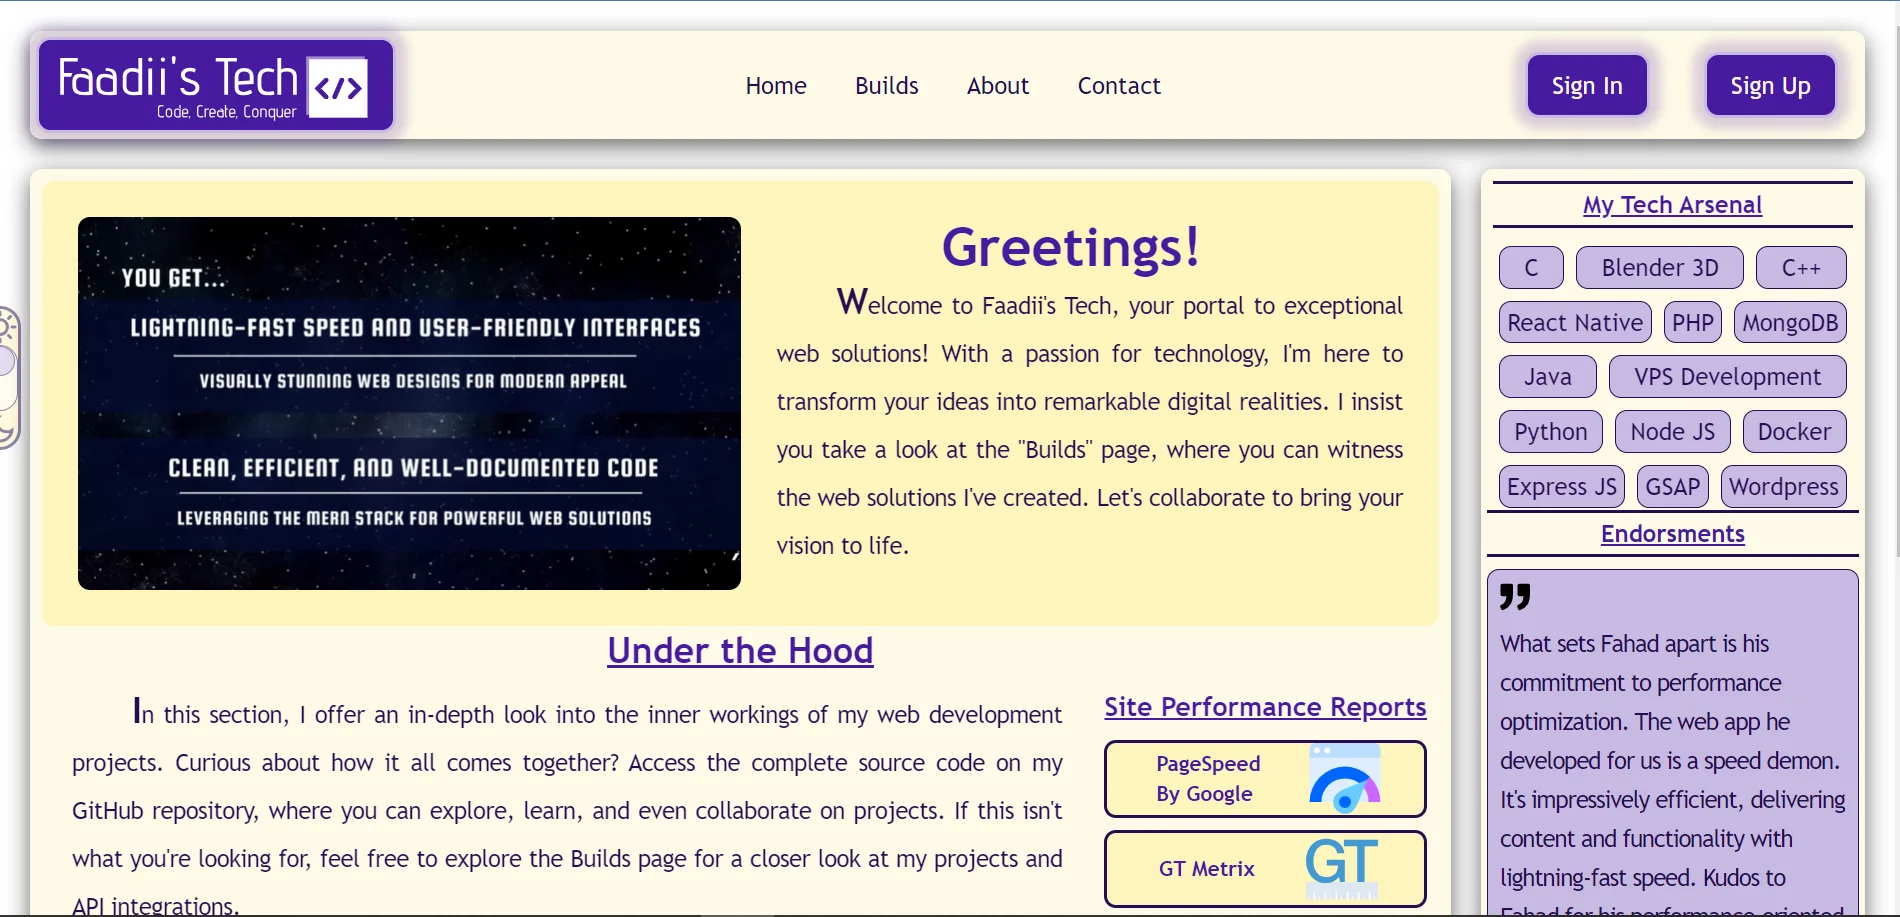 Faadii's Tech
</>
Code, Create, Conquer
Home
Builds
About
Contact
Sign In
Sign Up
YOU GET...
LIGHTNING-FAST SPEED AND USER-FRIENDLY INTERFACES
VISUALLY STUNNING WEB DESIGNS FOR MODERN APPEAL
CLEAN, EFFICIENT, AND WELL-DOCUMENTED CODE
LEVERAGING THE MERN STACK FOR POWERFUL WEB SOLUTIONS
Greetings!
Welcome to Faadii's Tech, your portal to exceptional
web solutions! With a passion for technology, I'm here to
transform your ideas into remarkable digital realities. I insist
you take a look at the "Builds" page, where you can witness
the web solutions I've created. Let's collaborate to bring your
vision to life.
Under the Hood
In this section, I offer an in-depth look into the inner workings of my web development
projects. Curious about how it all comes together? Access the complete source code on my
GitHub repository, where you can explore, learn, and even collaborate on projects. If this isn't
what you're looking for, feel free to explore the Builds page for a closer look at my projects and
API integrations.
Site Performance Reports
PageSpeed
By Google
GT Metrix
GT
My Tech Arsenal
C
Blender 3D
C++
React Native
PHP
MongoDB
Java
VPS Development
Python
Node JS
Docker
Express JS
GSAP
Wordpress
Endorsments
”
What sets Fahad apart is his
commitment to performance
optimization. The web app he
developed for us is a speed demon.
It's impressively efficient, delivering
content and functionality with
lightning-fast speed. Kudos to
Fahad for his performance-oriented